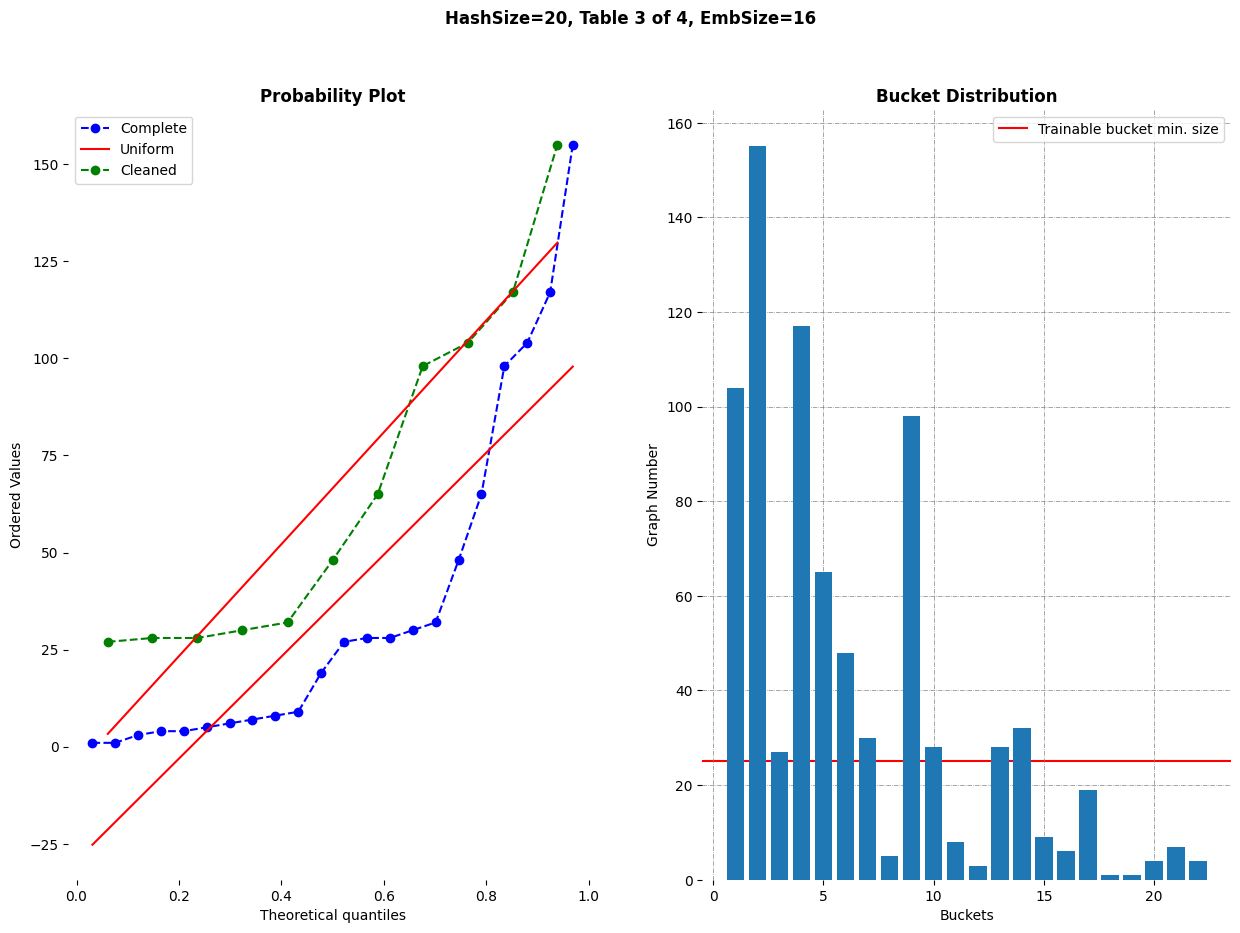 HashSize=20, Table 3 of 4, EmbSize=16
Probability Plot
Complete
Uniform
Cleaned
150
125
100
75
50
25
0
−25
Ordered Values
0.0 0.2 0.4 0.6 0.8 1.0
Theoretical quantiles
Bucket Distribution
Trainable bucket min. size
160
140
120
100
80
60
40
20
0
Graph Number
0 5 10 15 20
Buckets